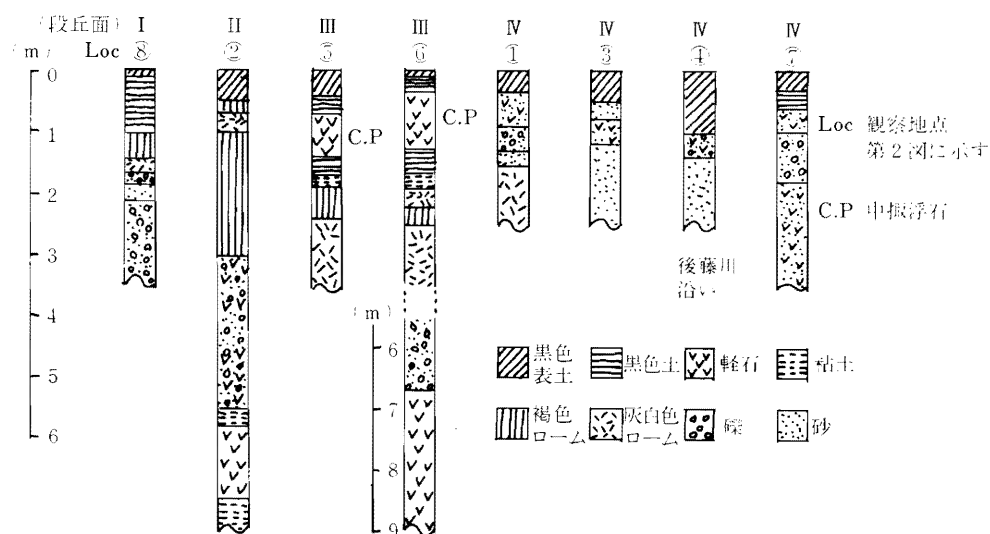 (段丘面) I II III III IV IV IV IV
(m) Loc ⑧ ② ⑤ ⑥ ① ③ ④ ⑦
0
1
2
3
4
5
6
C.P
C.P
Loc 観察地点
第2図に示す
C.P 中掫浮石
後藤川
沿い
(m)
6
7
8
9
黒色
表土
黒色土
軽石
粘土
褐色
ローム
灰白色
ローム
礫
砂